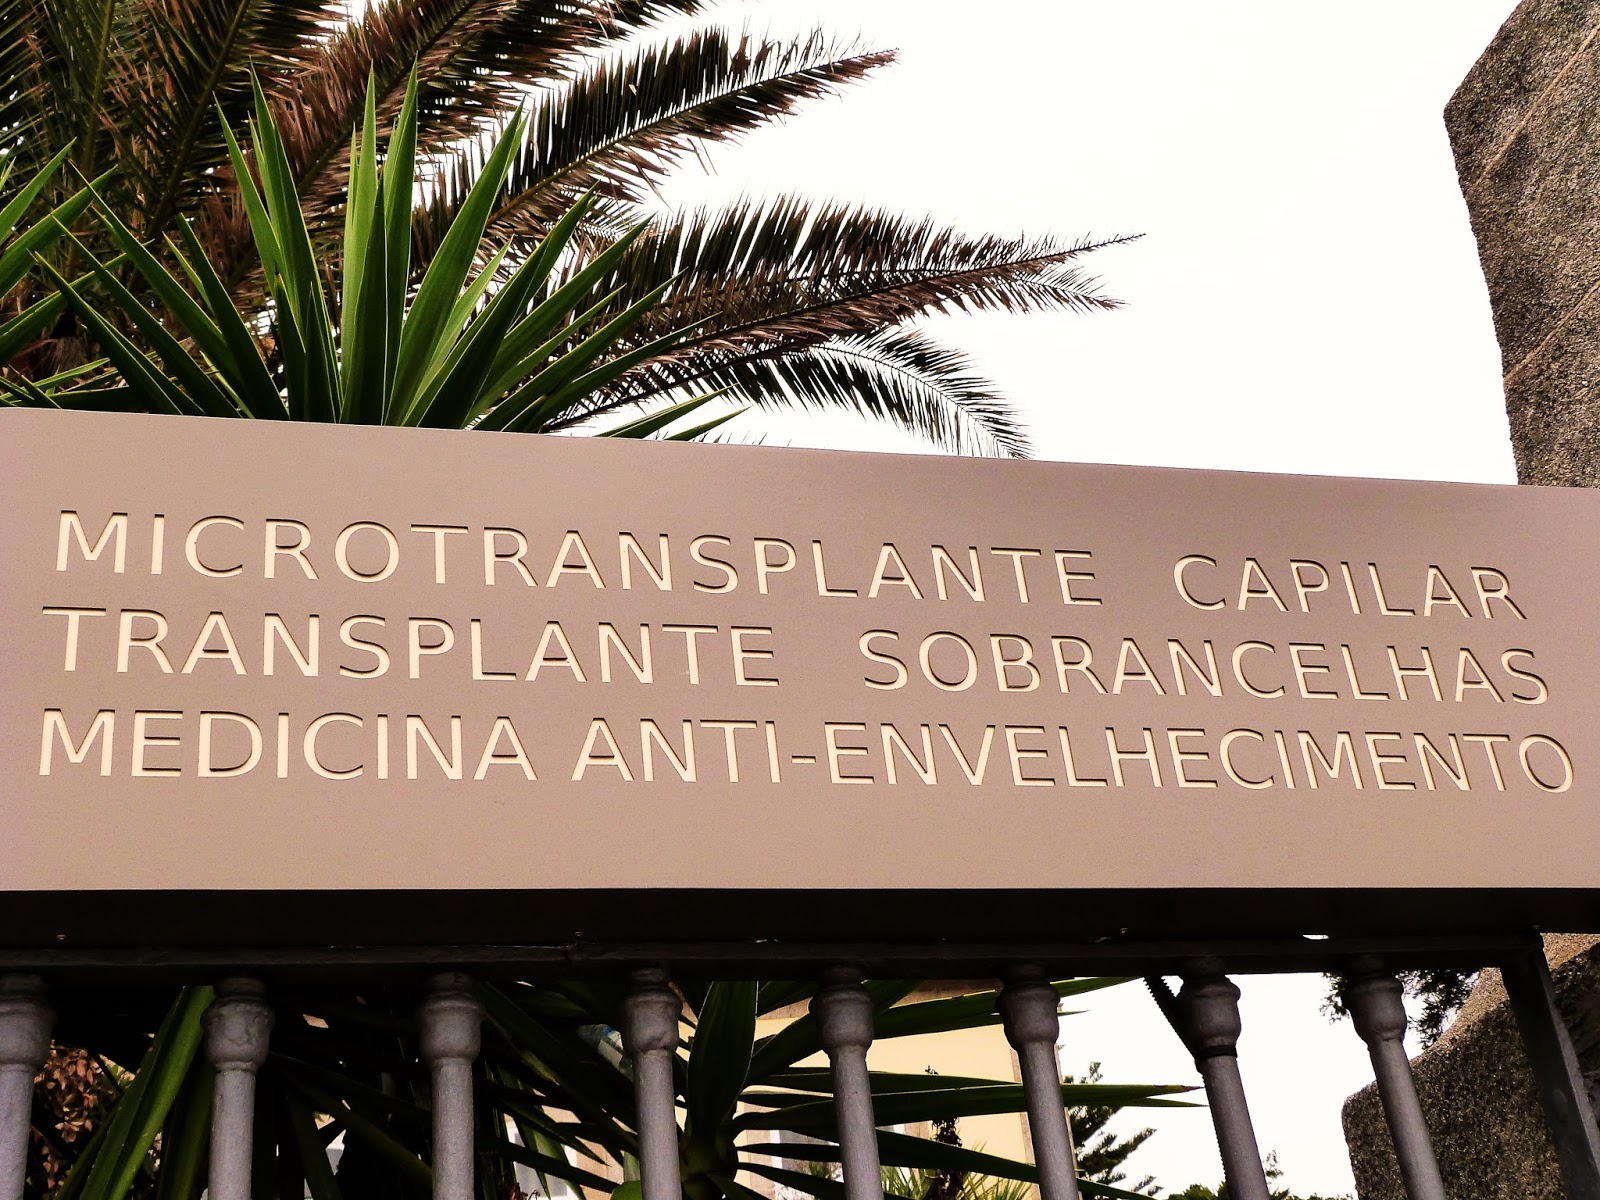 MICROTRANSPLANTE CAPILAR
TRANSPLANTE SOBRANCELHAS
MEDICINA ANTI-ENVELHECIMENTO